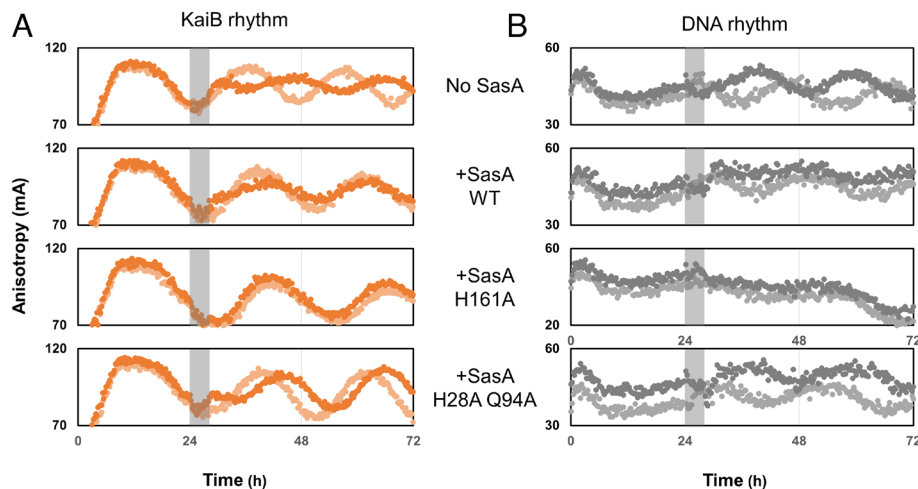 A
KaiB rhythm
B
DNA rhythm
Anisotropy (mA)
120
70
No SasA
60
30
120
70
+SasA
WT
60
30
120
70
+SasA
H161A
60
20
0
24
48
72
120
70
+SasA
H28A Q94A
60
30
0
24
48
72
0
24
48
72
Time (h)
Time (h)